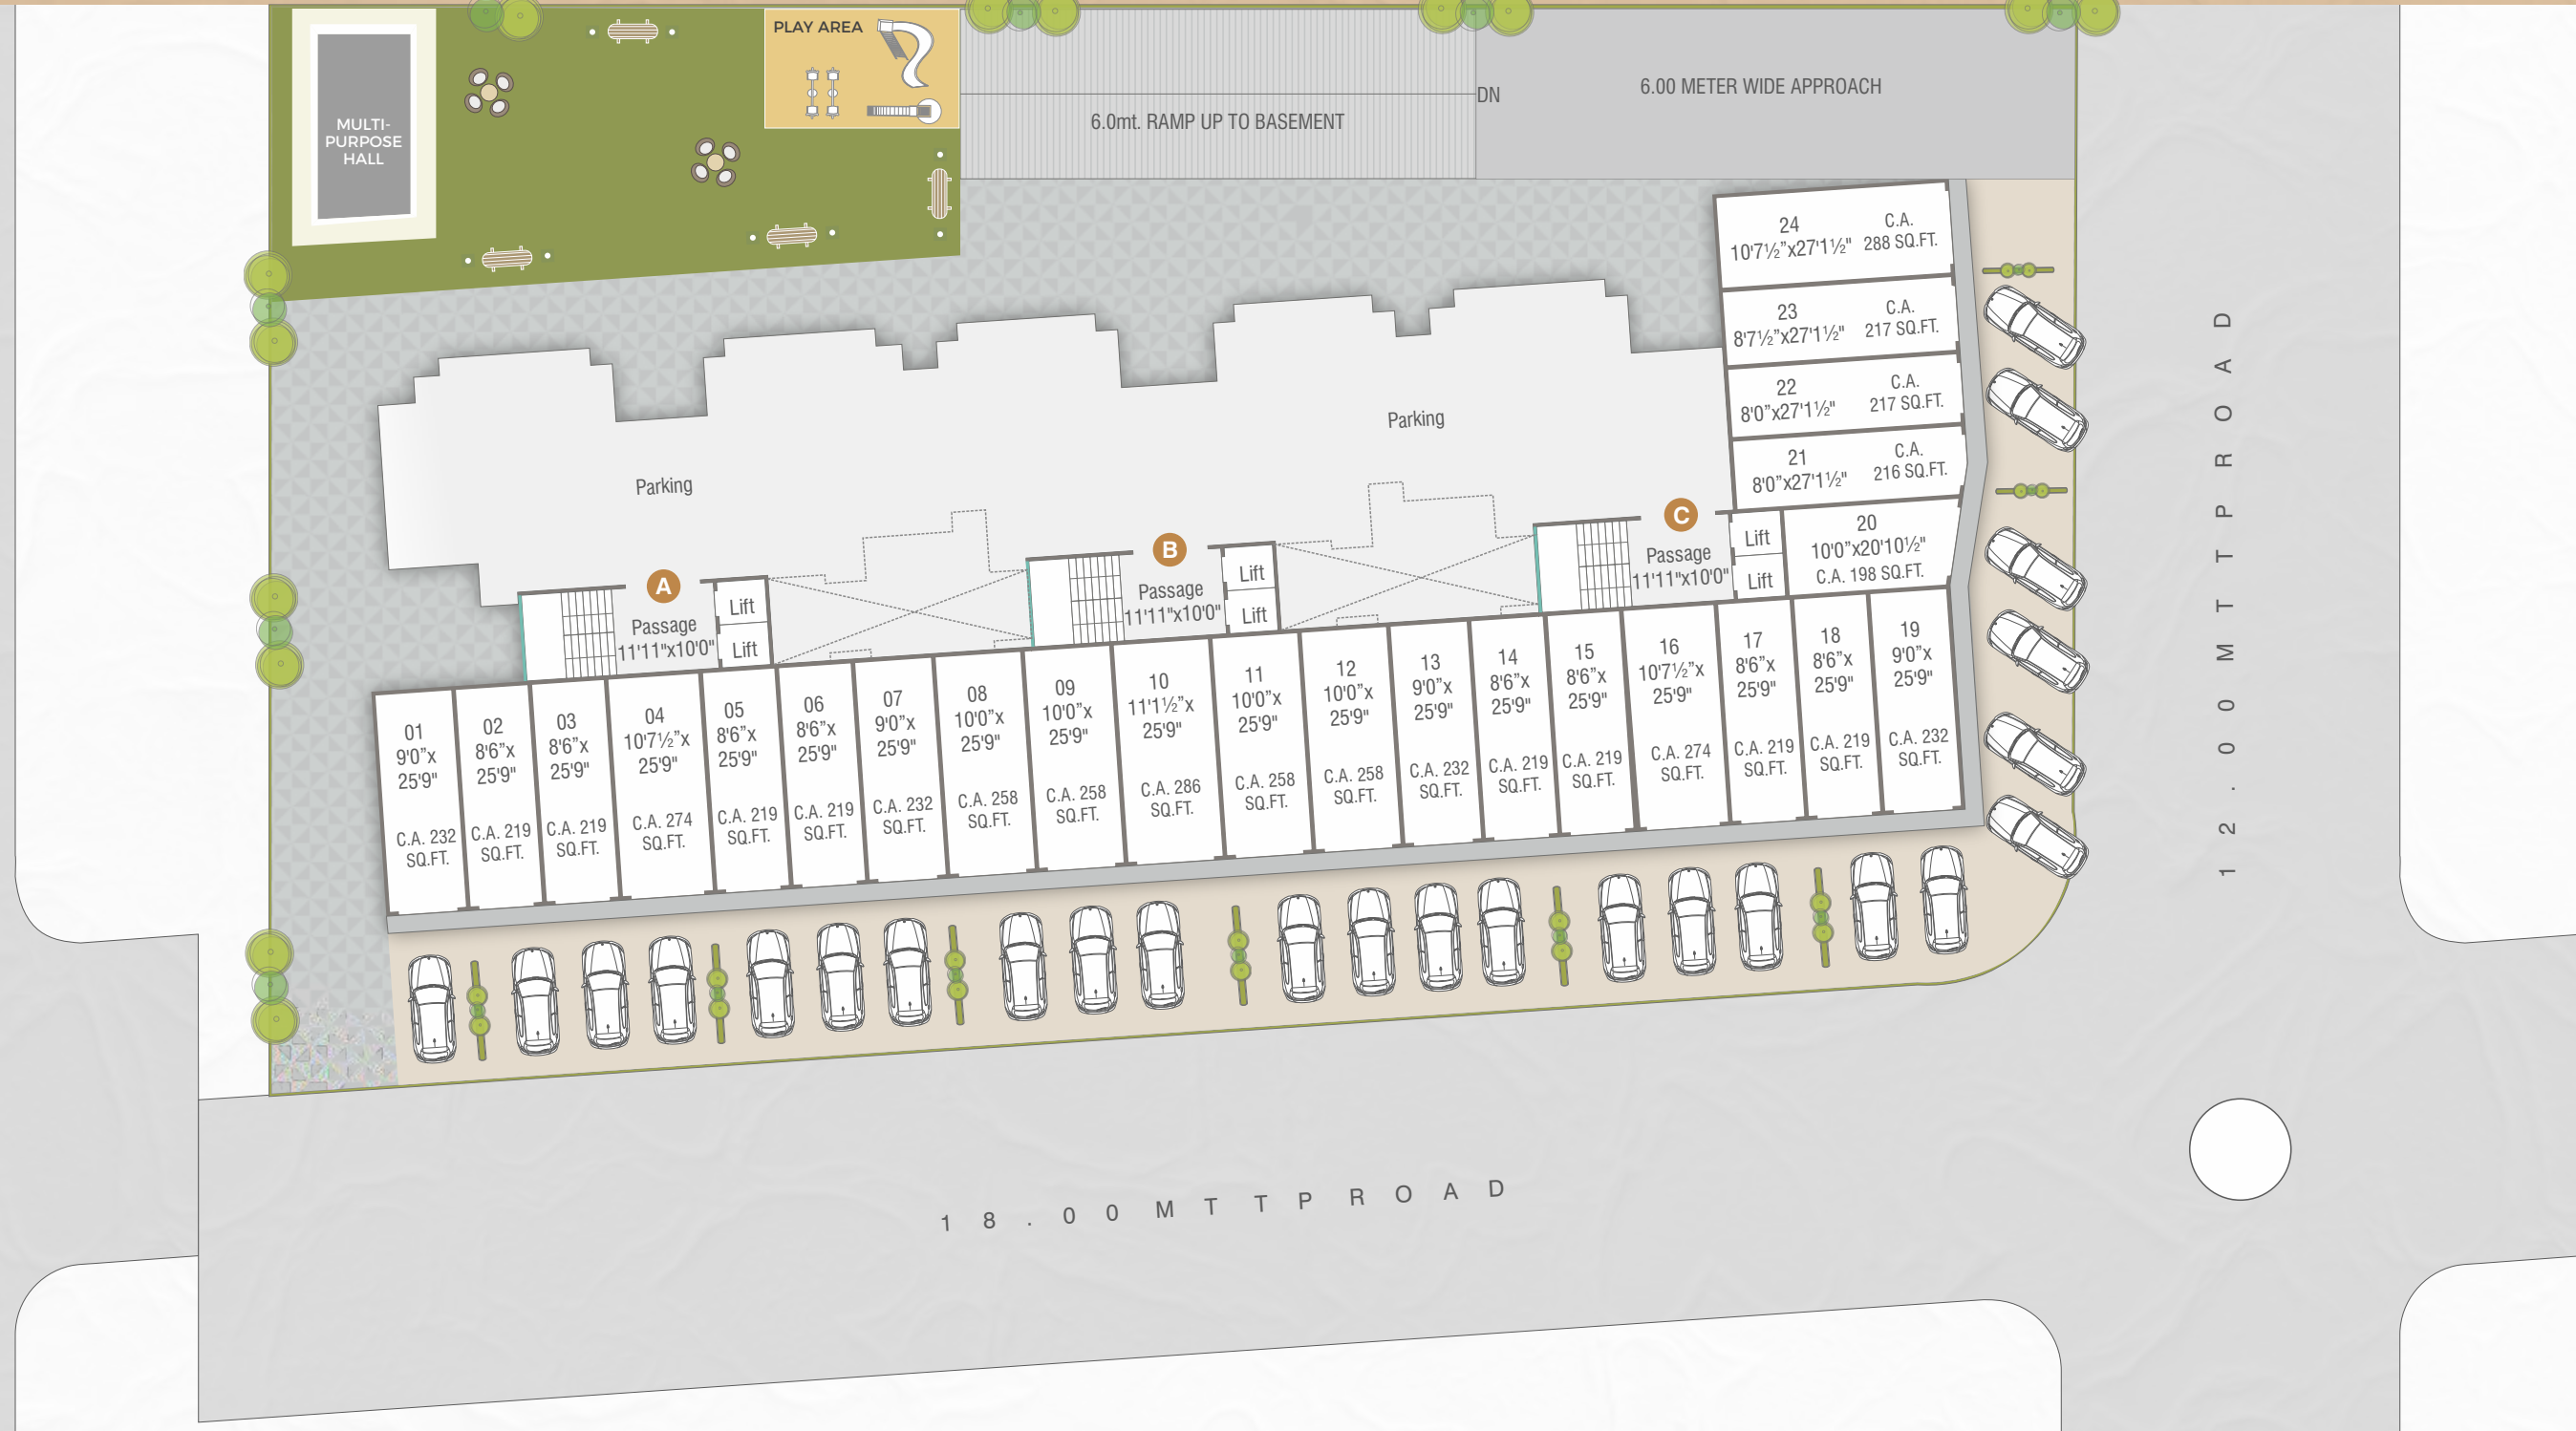 PLAY AREA
MULTI-
PURPOSE
HALL
6.0mt. RAMP UP TO BASEMENT
DN
6.00 METER WIDE APPROACH
24
10'7½”x27'1½"
C.A.
288 SQ.FT.
23
8'7½”x27'1½"
C.A.
217 SQ.FT.
22
8'0”x27'1½"
C.A.
217 SQ.FT.
21
8'0”x27'1½"
C.A.
216 SQ.FT.
20
10'0”x20'10½"
C.A. 198 SQ.FT.
Parking
Parking
A
Passage
11'11"x10'0"
Lift
Lift
B
Passage
11'11"x10'0"
Lift
Lift
C
Passage
11'11"x10'0"
Lift
Lift
01
9'0”x
25'9"
C.A. 232
SQ.FT.
02
8'6”x
25'9"
C.A. 219
SQ.FT.
03
8'6”x
25'9"
C.A. 219
SQ.FT.
04
10'7½”x
25'9"
C.A. 274
SQ.FT.
05
8'6”x
25'9"
C.A. 219
SQ.FT.
06
8'6”x
25'9"
C.A. 219
SQ.FT.
07
9'0”x
25'9"
C.A. 232
SQ.FT.
08
10'0”x
25'9"
C.A. 258
SQ.FT.
09
10'0”x
25'9"
C.A. 258
SQ.FT.
10
11'1½”x
25'9"
C.A. 286
SQ.FT.
11
10'0”x
25'9"
C.A. 258
SQ.FT.
12
10'0”x
25'9"
C.A. 258
SQ.FT.
13
9'0”x
25'9"
C.A. 232
SQ.FT.
14
8'6”x
25'9"
C.A. 219
SQ.FT.
15
8'6”x
25'9"
C.A. 219
SQ.FT.
16
10'7½”x
25'9"
C.A. 274
SQ.FT.
17
8'6”x
25'9"
C.A. 219
SQ.FT.
18
8'6”x
25'9"
C.A. 219
SQ.FT.
19
9'0”x
25'9"
C.A. 232
SQ.FT.
12.00 MT T P ROAD
18.00 MT T P ROAD